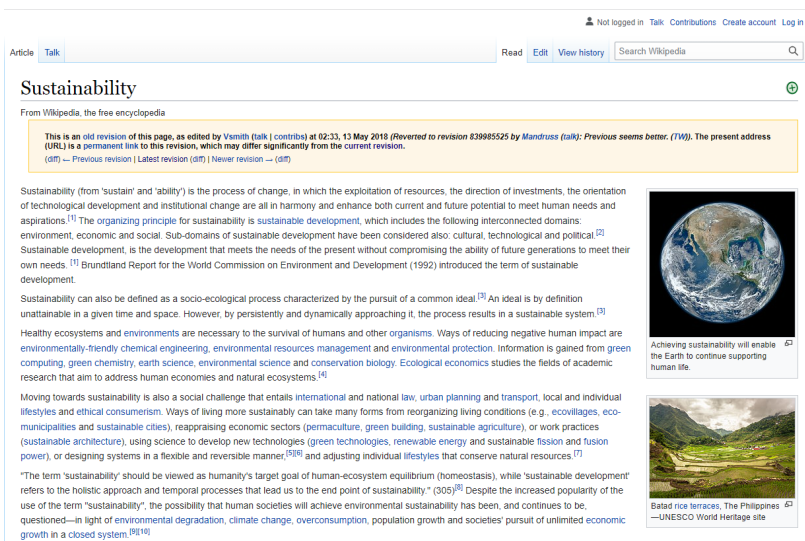 Not logged in Talk Contributions Create account Log in
Article Talk Read Edit View history Search Wikipedia
Sustainability
From Wikipedia, the free encyclopedia
This is an old revision of this page, as edited by Vsmith (talk | contribs) at 02:33, 13 May 2018 (Reverted to revision 839985525 by Mandruss (talk): Previous seems better. (TW)). The present address
(URL) is a permanent link to this revision, which may differ significantly from the current revision.
(diff) ← Previous revision | Latest revision (diff) | Newer revision → (diff)
Sustainability (from 'sustain' and 'ability') is the process of change, in which the exploitation of resources, the direction of investments, the orientation
of technological development and institutional change are all in harmony and enhance both current and future potential to meet human needs and
aspirations.[1] The organizing principle for sustainability is sustainable development, which includes the following interconnected domains:
environment, economic and social. Sub-domains of sustainable development have been considered also: cultural, technological and political.[2]
Sustainable development, is the development that meets the needs of the present without compromising the ability of future generations to meet their
own needs. [1] Brundtland Report for the World Commission on Environment and Development (1992) introduced the term of sustainable
development.
Sustainability can also be defined as a socio-ecological process characterized by the pursuit of a common ideal.[3] An ideal is by definition
unattainable in a given time and space. However, by persistently and dynamically approaching it, the process results in a sustainable system.[3]
Healthy ecosystems and environments are necessary to the survival of humans and other organisms. Ways of reducing negative human impact are
environmentally-friendly chemical engineering, environmental resources management and environmental protection. Information is gained from green
computing, green chemistry, earth science, environmental science and conservation biology. Ecological economics studies the fields of academic
research that aim to address human economies and natural ecosystems.[4]
Moving towards sustainability is also a social challenge that entails international and national law, urban planning and transport, local and individual
lifestyles and ethical consumerism. Ways of living more sustainably can take many forms from reorganizing living conditions (e.g., ecovillages, eco-
municipalities and sustainable cities), reappraising economic sectors (permaculture, green building, sustainable agriculture), or work practices
(sustainable architecture), using science to develop new technologies (green technologies, renewable energy and sustainable fission and fusion
power), or designing systems in a flexible and reversible manner,[5][6] and adjusting individual lifestyles that conserve natural resources.[7]
"The term 'sustainability' should be viewed as humanity's target goal of human-ecosystem equilibrium (homeostasis), while 'sustainable development'
refers to the holistic approach and temporal processes that lead us to the end point of sustainability." (305)[8] Despite the increased popularity of the
use of the term "sustainability", the possibility that human societies will achieve environmental sustainability has been, and continues to be,
questioned—in light of environmental degradation, climate change, overconsumption, population growth and societies' pursuit of unlimited economic
growth in a closed system.[9][10]
Achieving sustainability will enable
the Earth to continue supporting
human life.
Batad rice terraces, The Philippines
—UNESCO World Heritage site